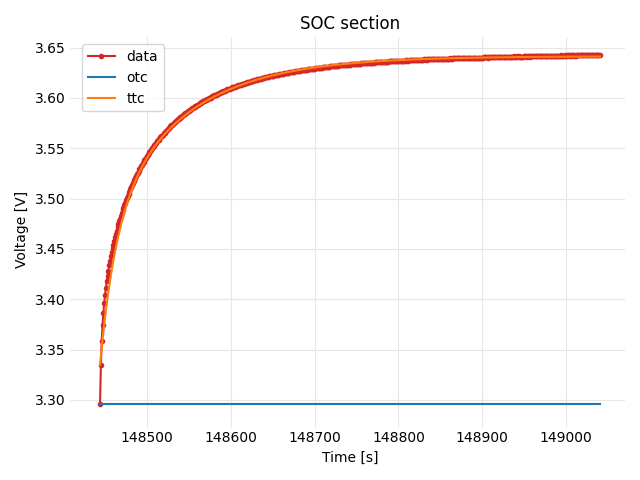 SOC section
data
otc
ttc
Voltage [V]
3.65
3.60
3.55
3.50
3.45
3.40
3.35
3.30
148500 148600 148700 148800 148900 149000
Time [s]